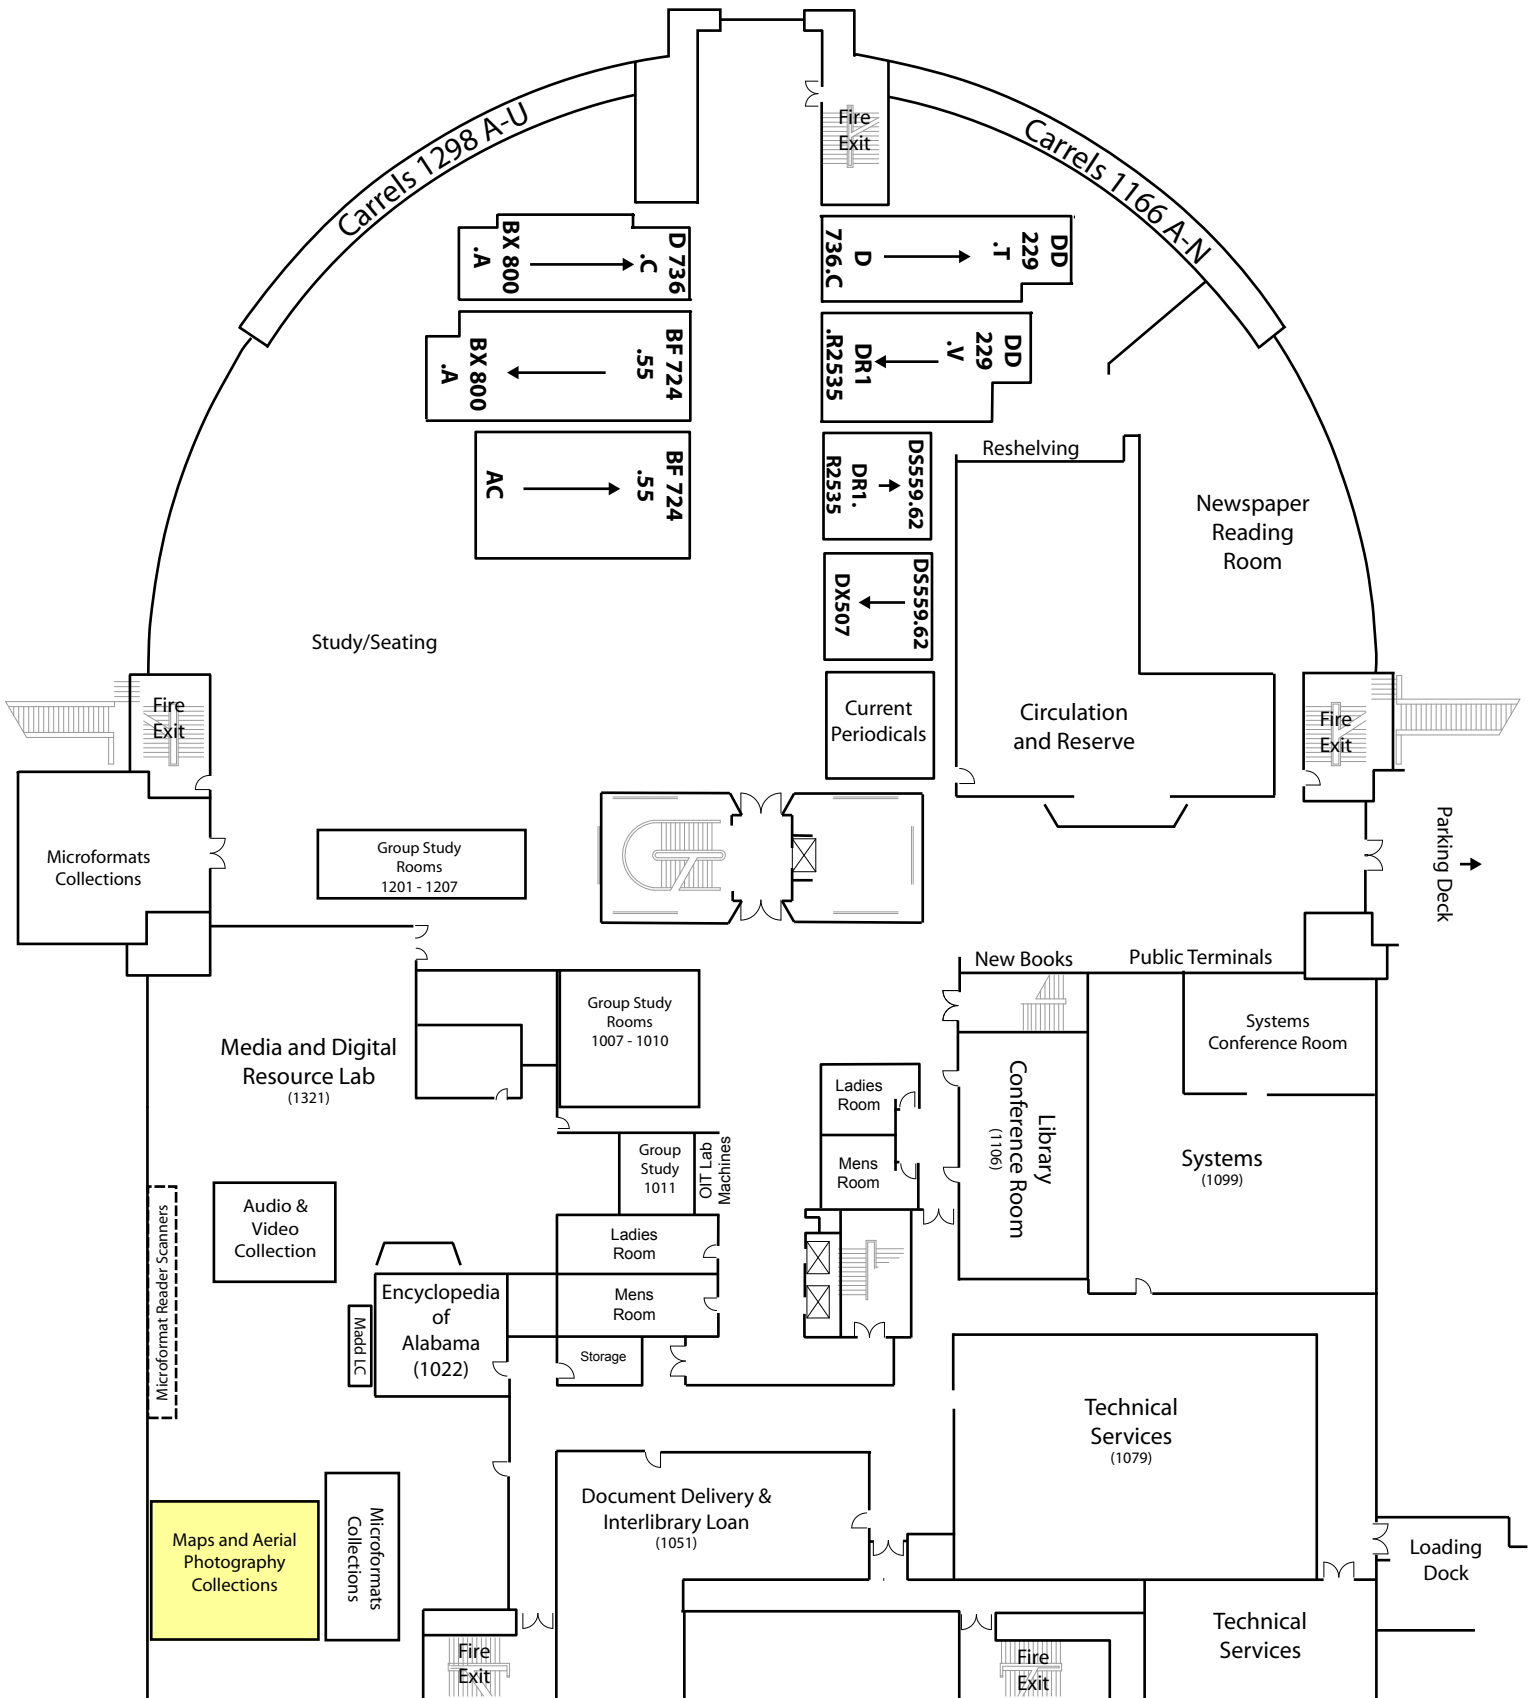 Carrels 1298 A-U
Fire
Exit
Carrels 1166 A-N
BX 800
.A
D 736
.C
D
736.C
DD
229
.T
BX 800
.A
BF 724
.55
DR1
.R2535
DD
229
.V
AC
BF 724
.55
DR1.
R2535
DS559.62
Reshelving
Newspaper
Reading
Room
DX507
DS559.62
Study/Seating
Fire
Exit
Current
Periodicals
Circulation
and Reserve
Fire
Exit
Microformats
Collections
Group Study
Rooms
1201 - 1207
Parking Deck
New Books
Public Terminals
Media and Digital
Resource Lab
(1321)
Group Study
Rooms
1007 - 1010
Systems
Conference Room
Ladies
Room
Library
Conference Room
(1106)
Mens
Room
Systems
(1099)
Group
Study
1011
OIT Lab
Machines
Microformat Reader Scanners
Audio &
Video
Collection
Ladies
Room
Encyclopedia
of
Alabama
(1022)
Mens
Room
Madd LC
Storage
Technical
Services
(1079)
Document Delivery &
Interlibrary Loan
(1051)
Maps and Aerial
Photography
Collections
Microformats
Collections
Loading
Dock
Technical
Services
Fire
Exit
Fire
Exit